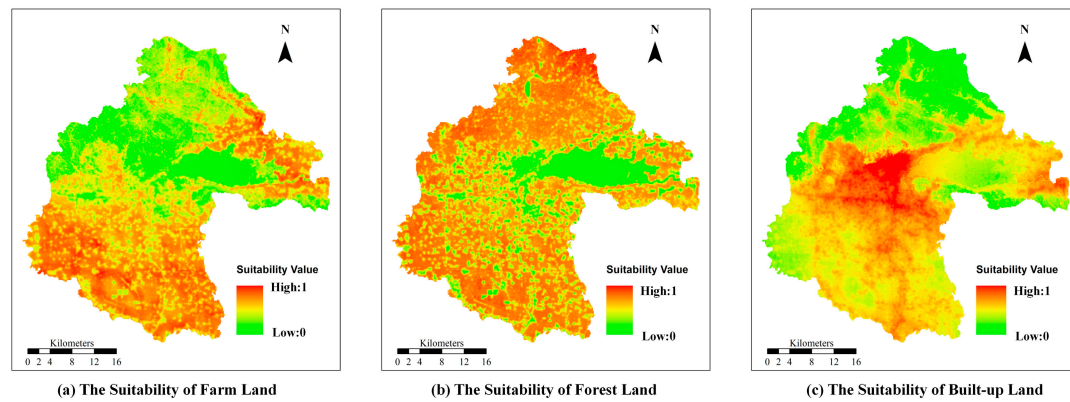 N
Suitability Value
High:1
Low:0
Kilometers
0 2 4 8 12 16
(a) The Suitability of Farm Land
N
Suitability Value
High:1
Low:0
Kilometers
0 2 4 8 12 16
(b) The Suitability of Forest Land
N
Suitability Value
High:1
Low:0
Kilometers
0 2 4 8 12 16
(c) The Suitability of Built-up Land